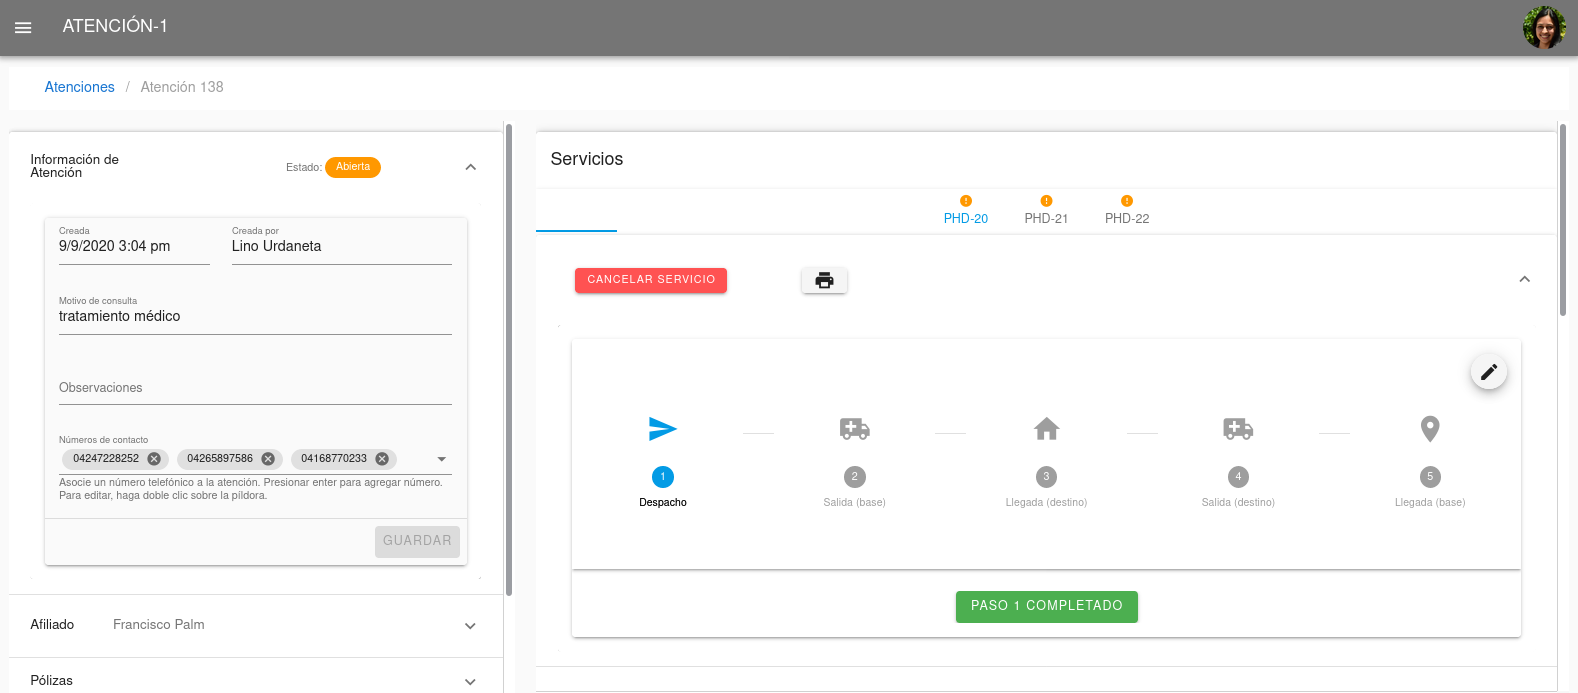 ATENCIÓN-1
Atenciones / Atención 138
Información de
Atención
Estado: Abierta
Creada
9/9/2020 3:04 pm
Creada por
Lino Urdaneta
Motivo de consulta
tratamiento médico
Observaciones
Números de contacto
04247228252 04265897586 04168770233
Asocie un número telefónico a la atención. Presionar enter para agregar número.
Para editar, haga doble clic sobre la píldora.
GUARDAR
Afiliado Francisco Palm
Pólizas
Servicios
PHD-20 PHD-21 PHD-22
CANCELAR SERVICIO
1 2 3 4 5
Despacho Salida (base) Llegada (destino) Salida (destino) Llegada (base)
PASO 1 COMPLETADO